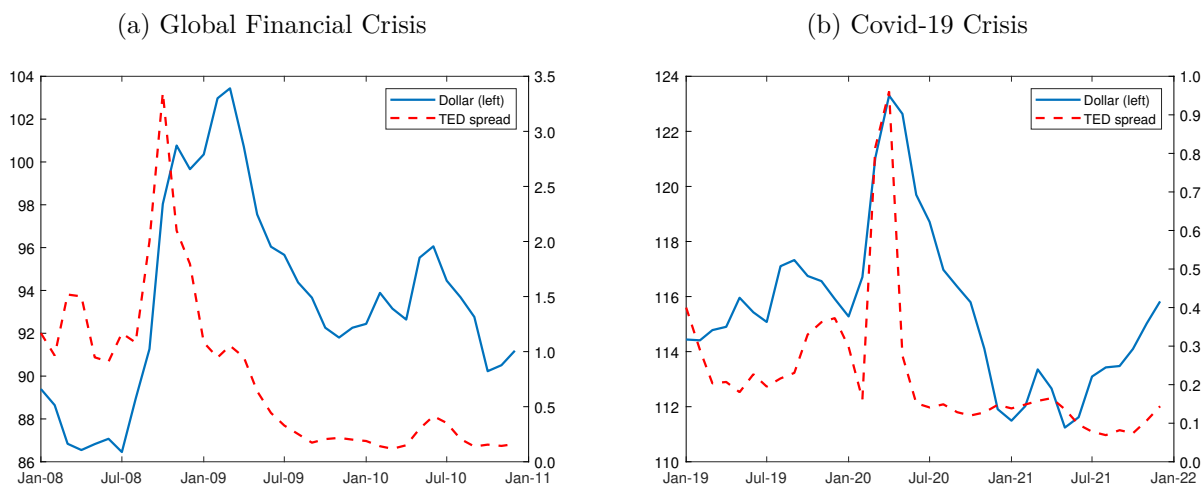 (a) Global Financial Crisis
104
102
100
98
96
94
92
90
88
86
3.5
3.0
2.5
2.0
1.5
1.0
0.5
0.0
Dollar (left)
TED spread
Jan-08
Jul-08
Jan-09
Jul-09
Jan-10
Jul-10
Jan-11
(b) Covid-19 Crisis
124
122
120
118
116
114
112
110
1.0
0.9
0.8
0.7
0.6
0.5
0.4
0.3
0.2
0.1
0.0
Dollar (left)
TED spread
Jan-19
Jul-19
Jan-20
Jul-20
Jan-21
Jul-21
Jan-22